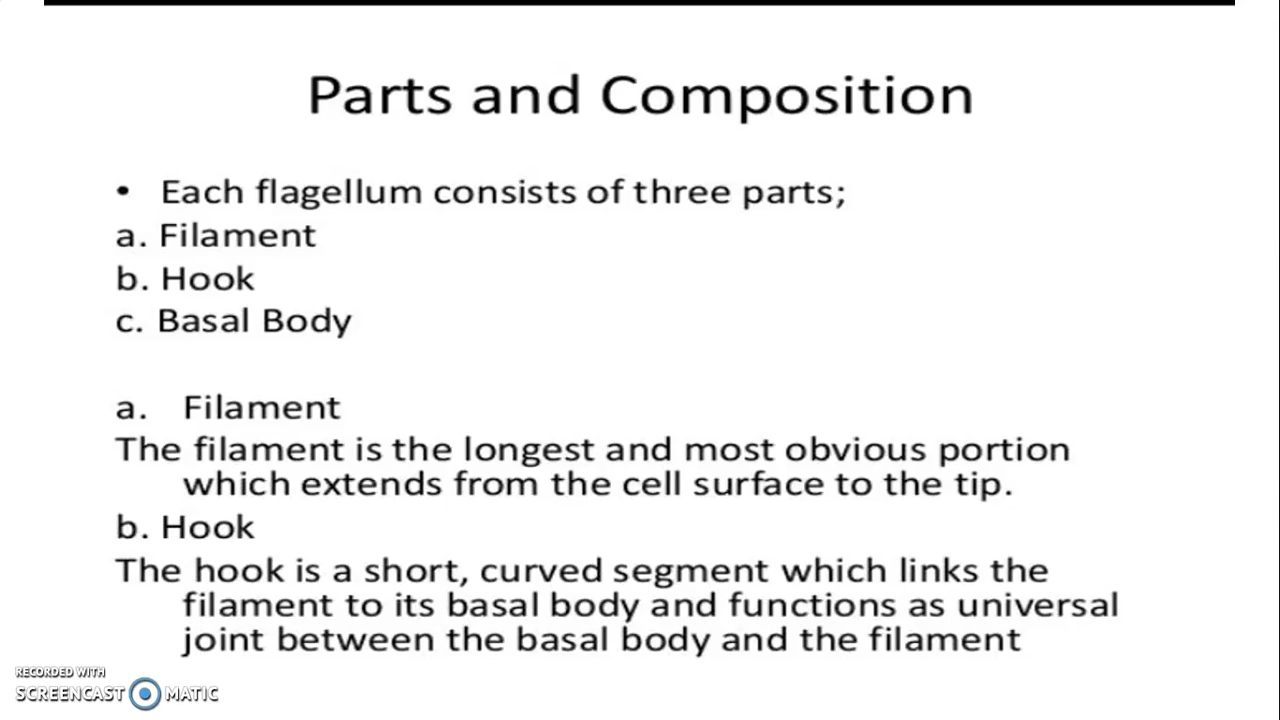 Parts and Composition
• Each flagellum consists of three parts;
a. Filament
b. Hook
c. Basal Body
a. Filament
The filament is the longest and most obvious portion
which extends from the cell surface to the tip.
b. Hook
The hook is a short, curved segment which links the
filament to its basal body and functions as universal
joint between the basal body and the filament
RECORDED WITH
SCREENCAST MATIC